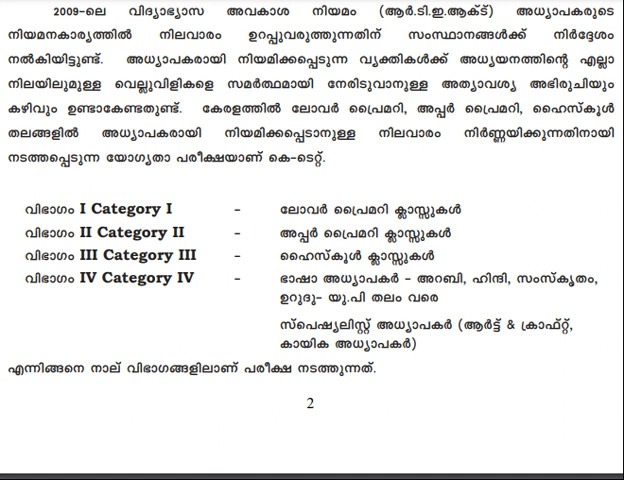 2009-ലെ വിദ്യാഭ്യാസ അവകാശ നിയമം (ആർ.ടി.ഇ.ആക്ട്) അധ്യാപകരുടെ
നിയമനകാര്യത്തിൽ നിലവാരം ഉറപ്പുവരുത്തുന്നതിന് സംസ്ഥാനങ്ങൾക്ക് നിർദ്ദേശം
നൽകിയിട്ടുണ്ട്. അധ്യാപകരായി നിയമിക്കപ്പെടുന്ന വ്യക്തികൾക്ക് അധ്യയനത്തിന്റെ എല്ലാ
നിലയിലുമുള്ള വെല്ലുവിളികളെ സമർത്ഥമായി നേരിടുവാനുള്ള അത്യാവശ്യ അഭിരുചിയും
കഴിവും ഉണ്ടാകേണ്ടതുണ്ട്. കേരളത്തിൽ ലോവർ പ്രൈമറി, അപ്പർ പ്രൈമറി, ഹൈസ്കൂൾ
തലങ്ങളിൽ അധ്യാപകരായി നിയമിക്കപ്പെടാനുള്ള നിലവാരം നിർണ്ണയിക്കുന്നതിനായി
നടത്തപ്പെടുന്ന യോഗ്യതാ പരീക്ഷയാണ് കെ-ടെറ്റ്.
വിഭാഗം I Category I - ലോവർ പ്രൈമറി ക്ലാസ്സുകൾ
വിഭാഗം II Category II - അപ്പർ പ്രൈമറി ക്ലാസ്സുകൾ
വിഭാഗം III Category III - ഹൈസ്കൂൾ ക്ലാസ്സുകൾ
വിഭാഗം IV Category IV - ഭാഷാ അധ്യാപകർ - അറബി, ഹിന്ദി, സംസ്കൃതം,
ഉറുദു- യു.പി തലം വരെ
സ്പെഷ്യലിസ്റ്റ് അധ്യാപകർ (ആർട്ട് & ക്രാഫ്റ്റ്,
കായിക അധ്യാപകർ)
എന്നിങ്ങനെ നാല് വിഭാഗങ്ങളിലാണ് പരീക്ഷ നടത്തുന്നത്.
2